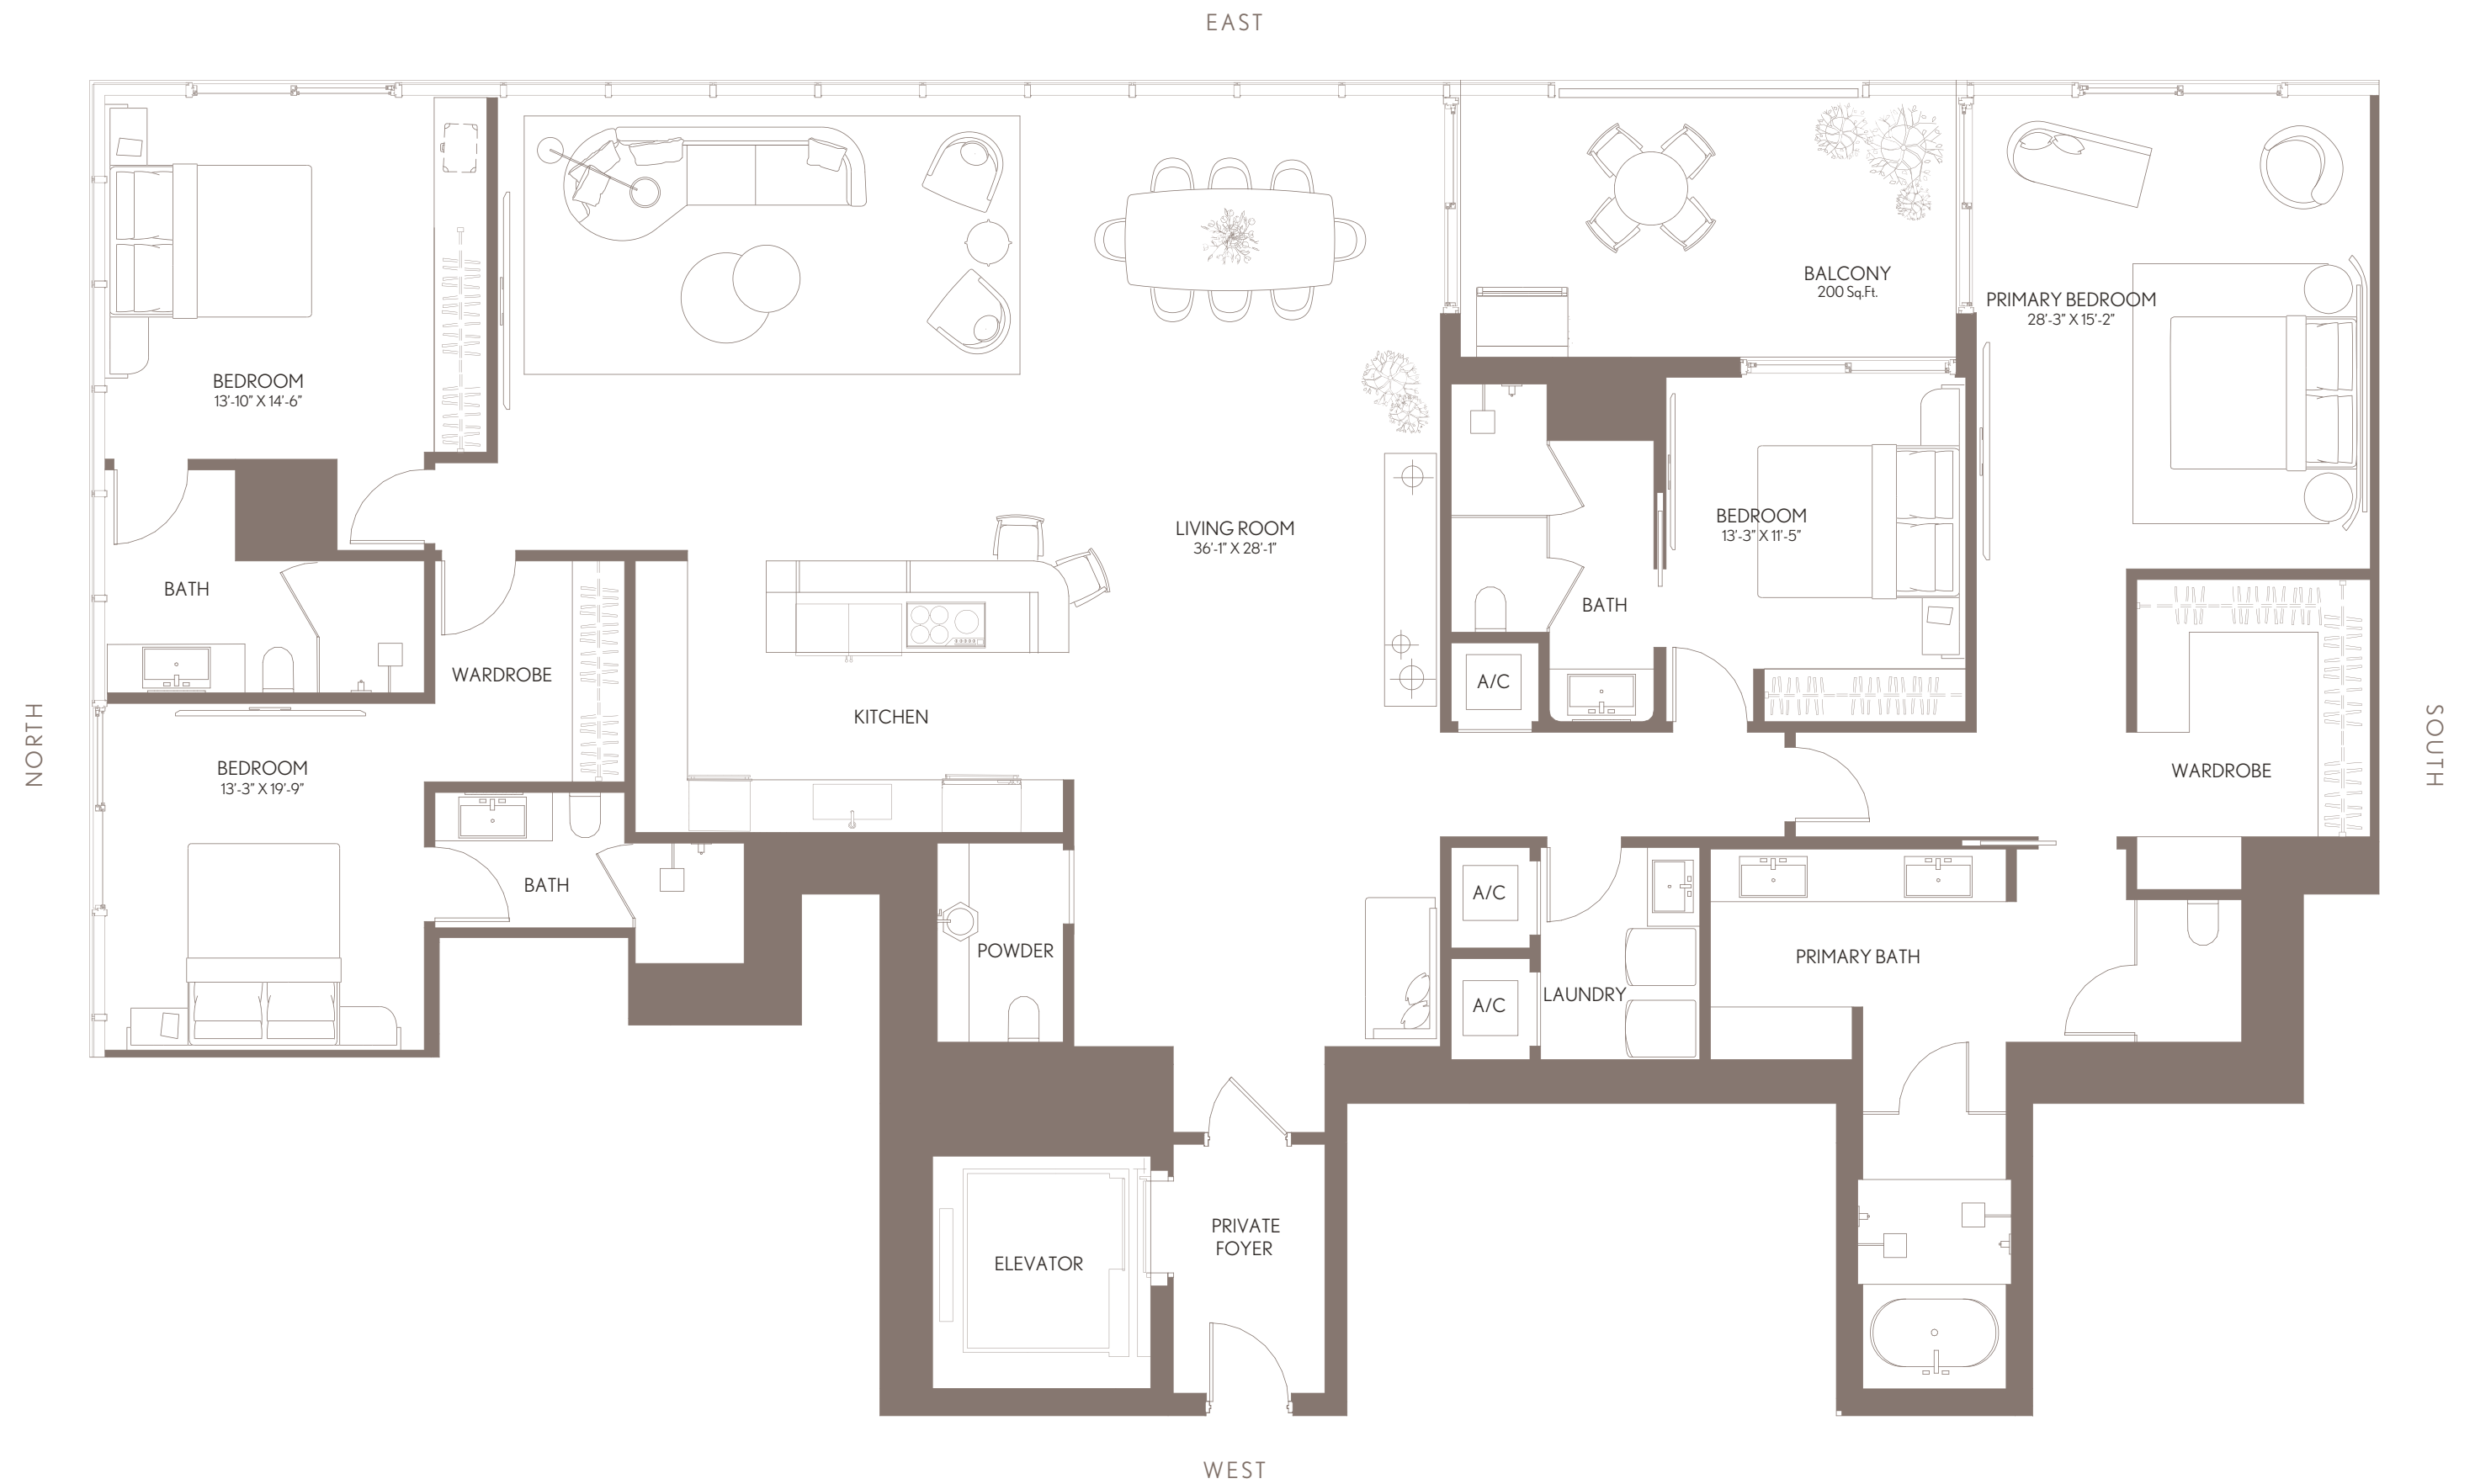 EAST
BALCONY
200 Sq.Ft.
PRIMARY BEDROOM
28'-3" X 15'-2"
BEDROOM
13'-10" X 14'-6"
LIVING ROOM
36'-1" X 28'-1"
BEDROOM
13'-3" X 11'-5"
BATH
BATH
WARDROBE
A/C
KITCHEN
NORTH
SOUTH
BEDROOM
13'-3" X 19'-9"
WARDROBE
BATH
A/C
POWDER
PRIMARY BATH
LAUNDRY
A/C
PRIVATE
FOYER
ELEVATOR
WEST